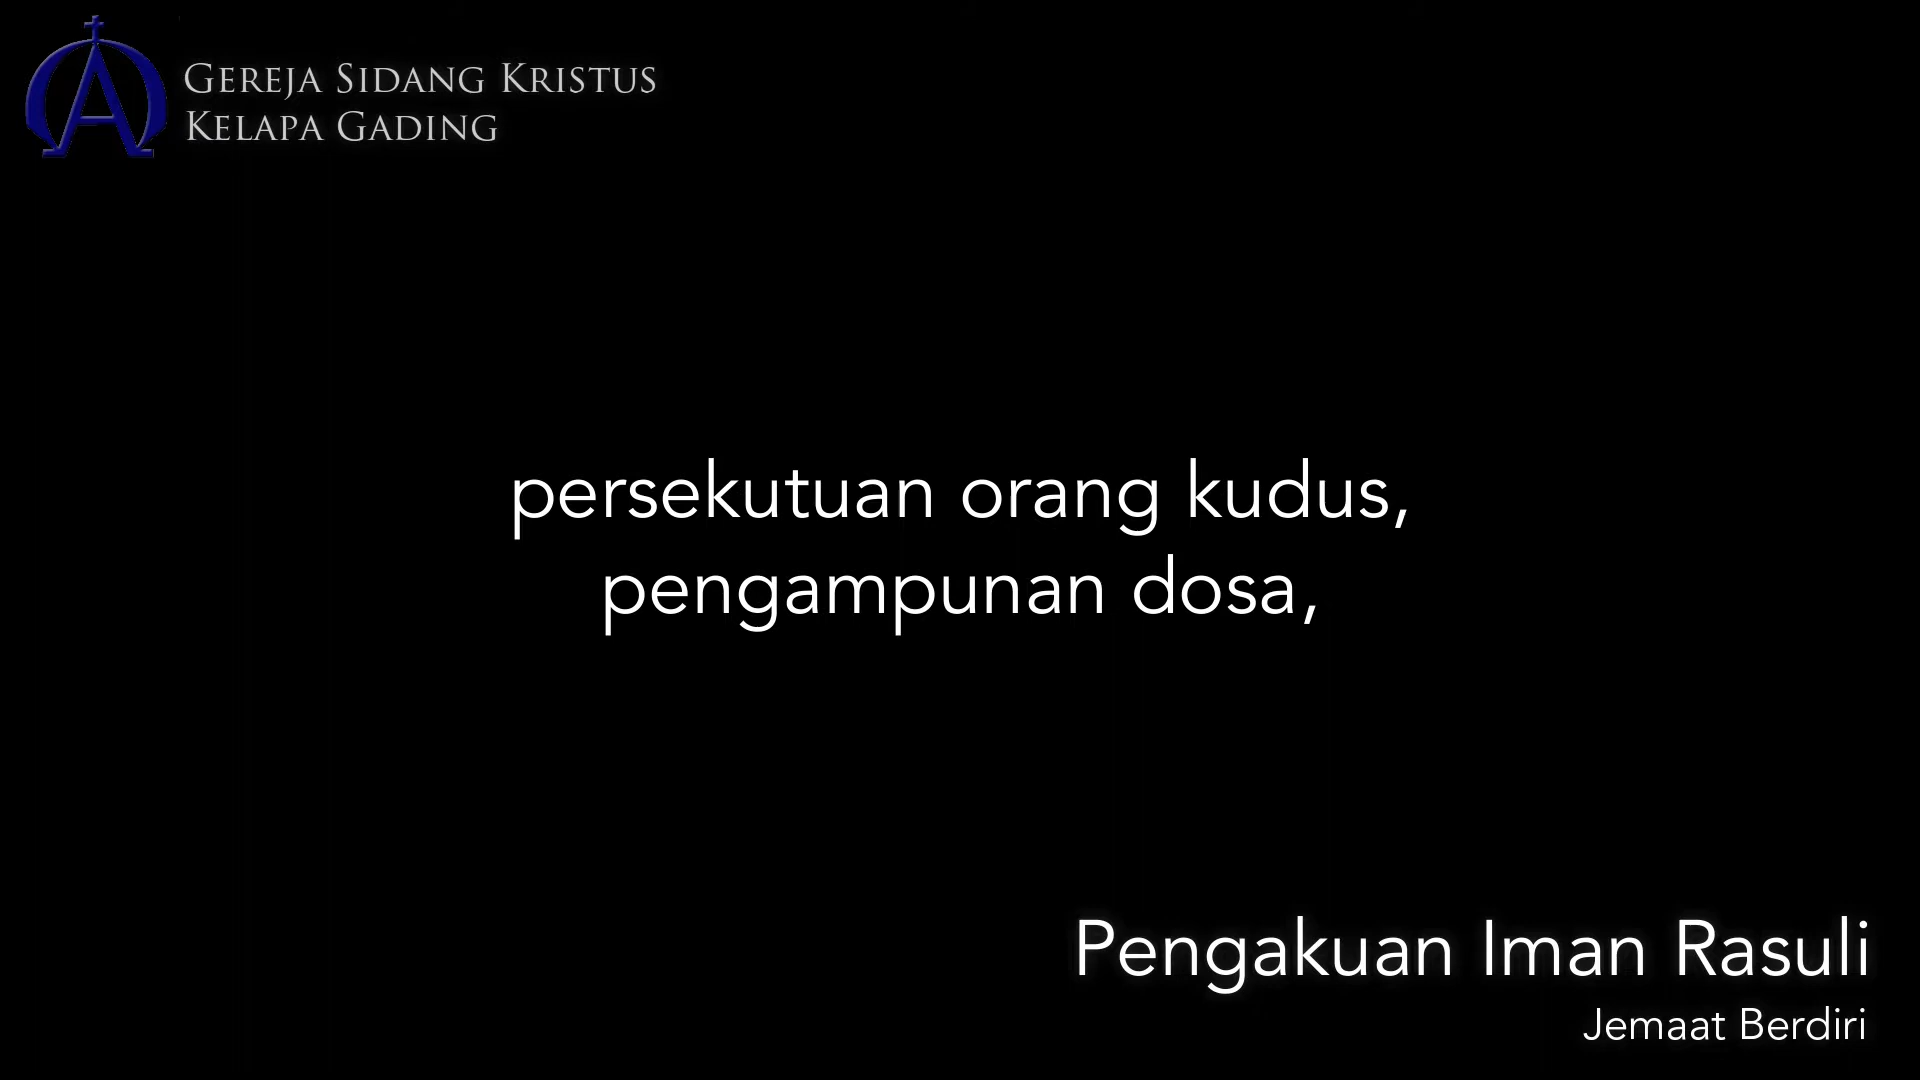 Gereja Sidang Kristus
Kelapa Gading
persekutuan orang kudus,
pengampunan dosa,
Pengakuan Iman Rasuli
Jemaat Berdiri